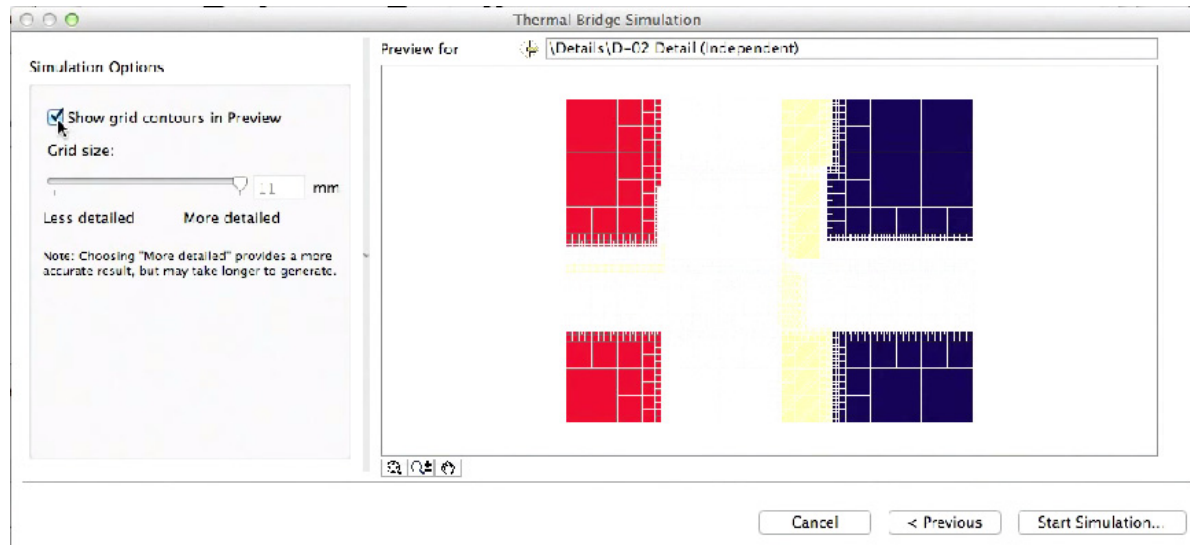 Thermal Bridge Simulation
Simulation Options
Show grid contours in Preview
Grid size:
11 mm
Less detailed More detailed
Note: Choosing "More detailed" provides a more
accurate result, but may take longer to generate.
Preview for \Details\D-02 Detail (Independent)
Cancel < Previous Start Simulation...